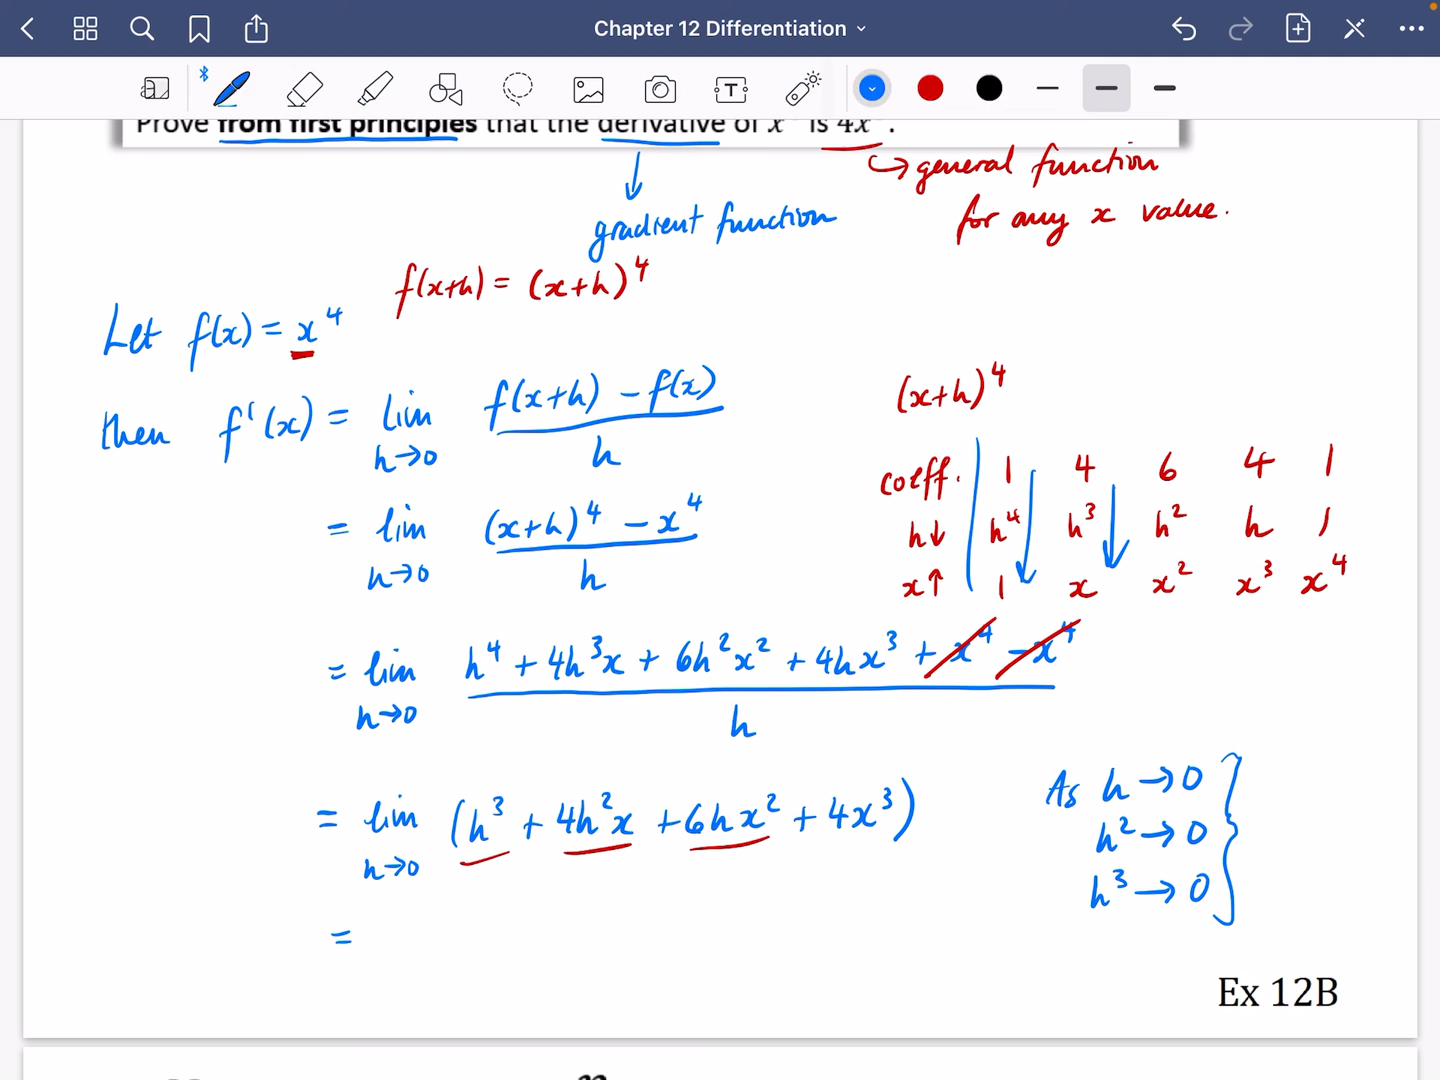 Chapter 12 Differentiation
T
Prove from first principles that the derivative of x is 4x .
general function
for any x value.
gradient function
f(x+h) = (x+h)⁴
Let f(x) = x⁴
then f'(x) = lim h→0 f(x+h) - f(x) / h
(x+h)⁴
coeff. 1 4 6 4 1
h↓ h⁴ h³ h² h 1
x↑ 1 x x² x³ x⁴
= lim h→0 (x+h)⁴ - x⁴ / h
= lim h→0 h⁴ + 4h³x + 6h²x² + 4hx³ + x⁴ - x⁴ / h
= lim h→0 (h³ + 4h²x + 6hx² + 4x³)
As h → 0
h² → 0
h³ → 0
=
Ex 12B